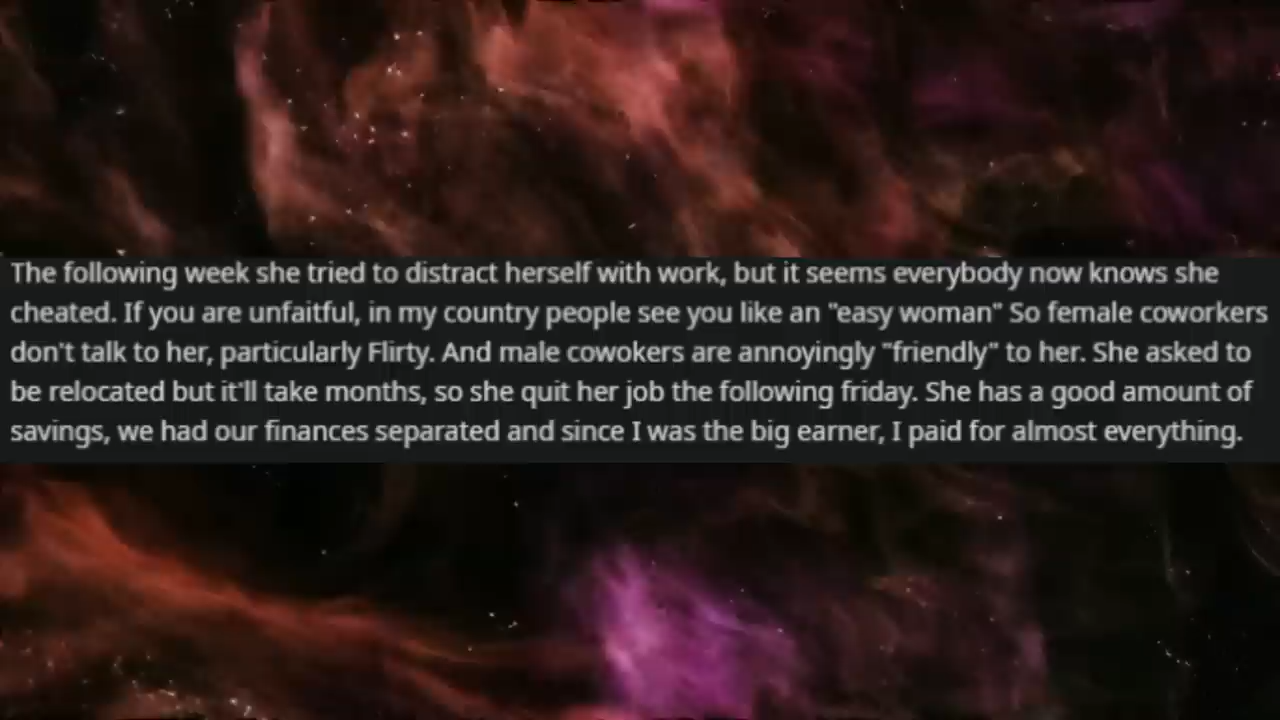 The following week she tried to distract herself with work, but it seems everybody now knows she
cheated. If you are unfaitful, in my country people see you like an "easy woman" So female coworkers
don't talk to her, particularly Flirty. And male cowokers are annoyingly "friendly" to her. She asked to
be relocated but it'll take months, so she quit her job the following friday. She has a good amount of
savings, we had our finances separated and since I was the big earner, I paid for almost everything.